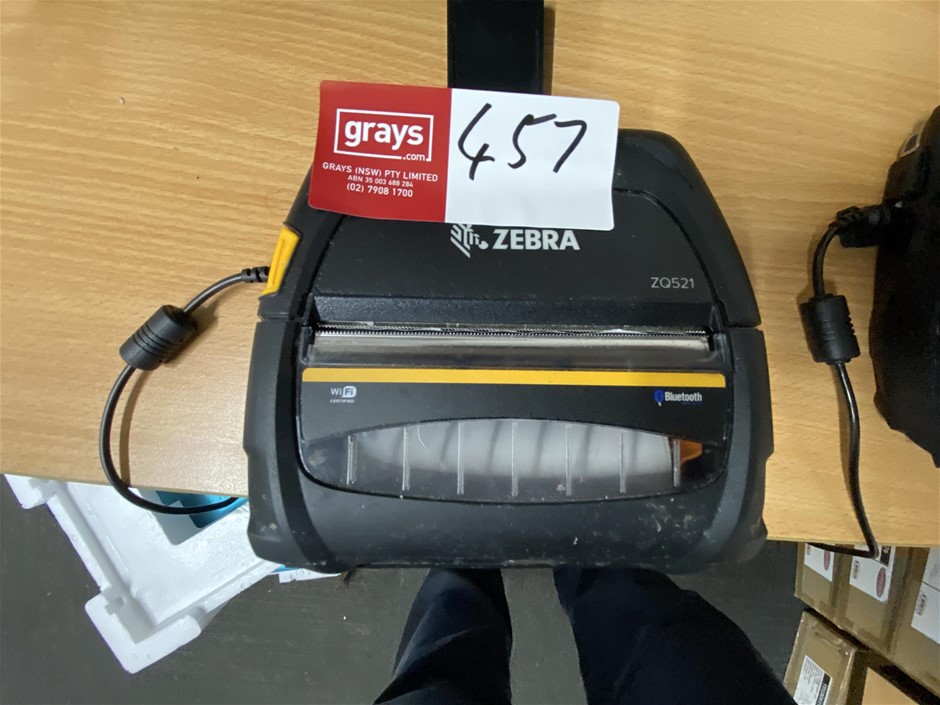 grays
.com
GRAYS (NSW) PTY LIMITED
ABN 35 003 688 284
(02) 7908 1700
457
ZEBRA
ZQ521
Wi Fi
CERTIFIED
Bluetooth